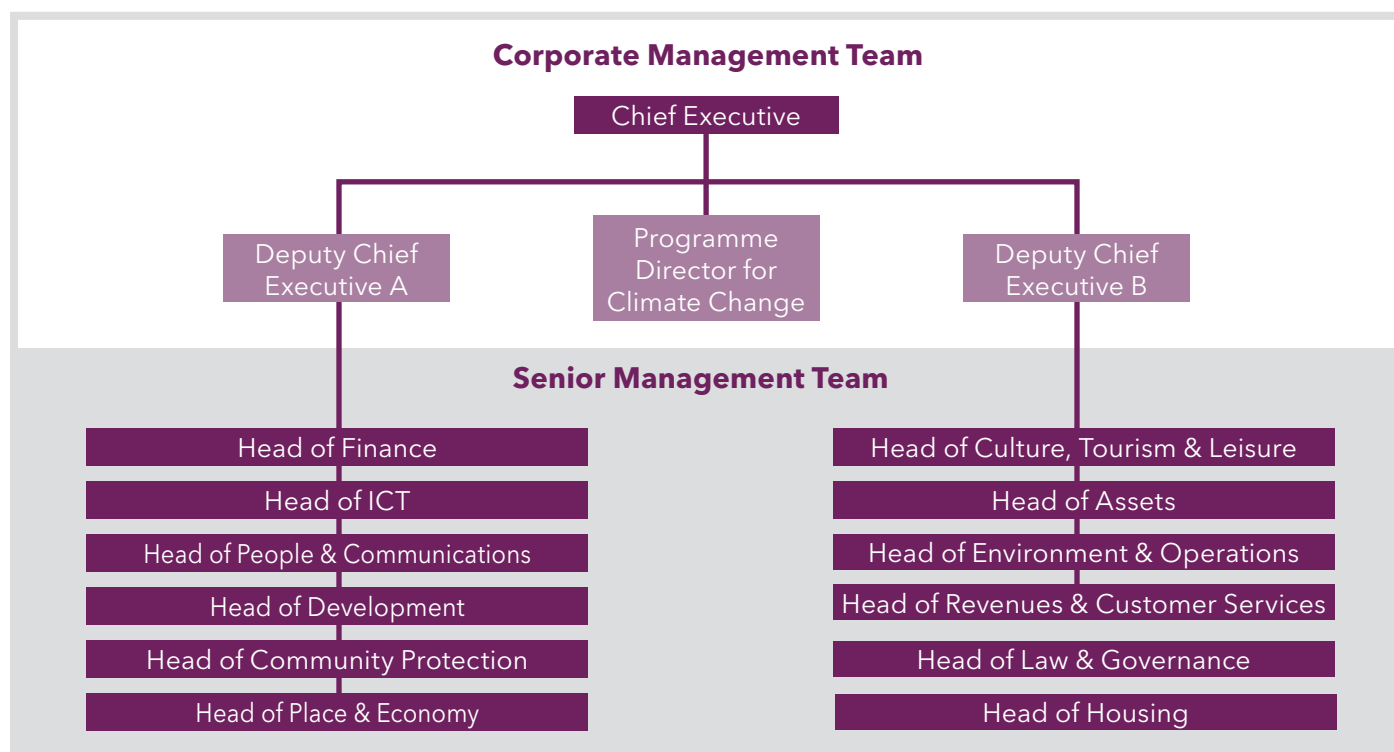 Corporate Management Team
Chief Executive
Deputy Chief
Executive A
Programme
Director for
Climate Change
Deputy Chief
Executive B
Senior Management Team
Head of Finance
Head of ICT
Head of People & Communications
Head of Development
Head of Community Protection
Head of Place & Economy
Head of Culture, Tourism & Leisure
Head of Assets
Head of Environment & Operations
Head of Revenues & Customer Services
Head of Law & Governance
Head of Housing